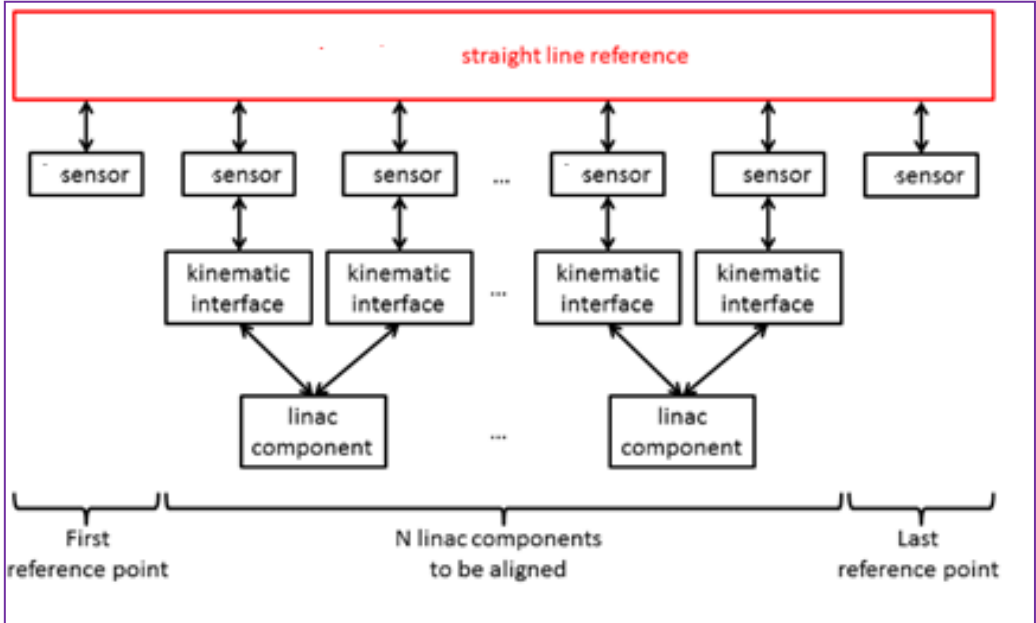 straight line reference
sensor
sensor
sensor
...
sensor
sensor
sensor
kinematic
interface
kinematic
interface
...
kinematic
interface
kinematic
interface
linac
component
...
linac
component
First
reference point
N linac components
to be aligned
Last
reference point